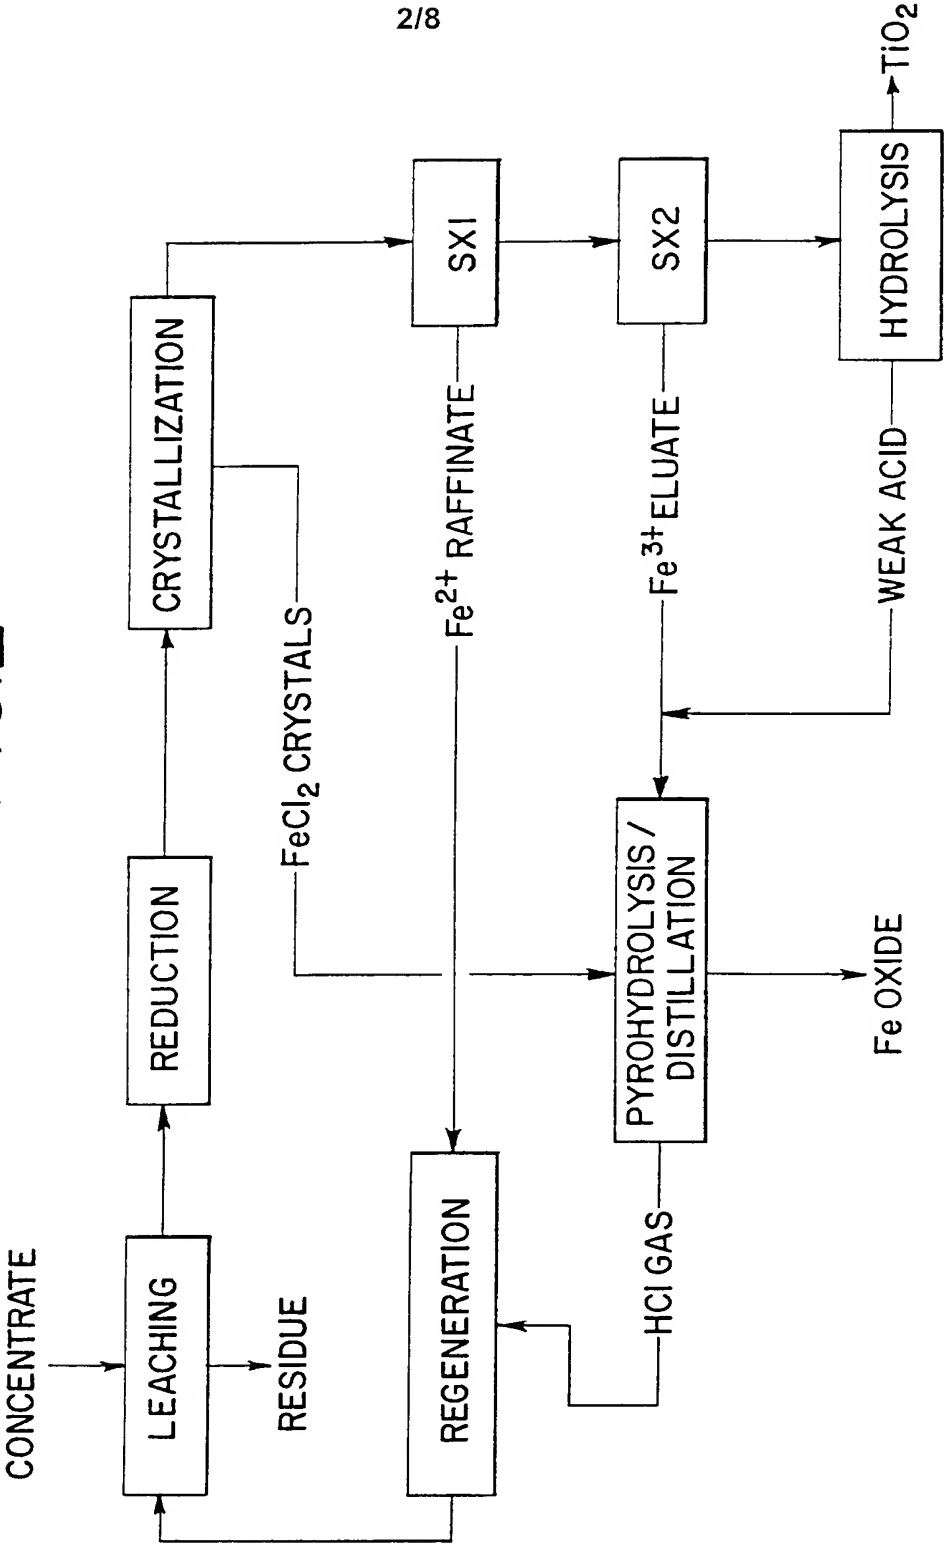 2/8
CONCENTRATE
LEACHING
RESIDUE
REDUCTION
CRYSTALLIZATION
FeCl₂ CRYSTALS
REGENERATION
Fe²⁺ RAFFINATE
SX1
HCl GAS
PYROHYDROLYSIS/
DISTILLATION
Fe³⁺ ELUATE
SX2
Fe OXIDE
WEAK ACID
HYDROLYSIS
TiO₂